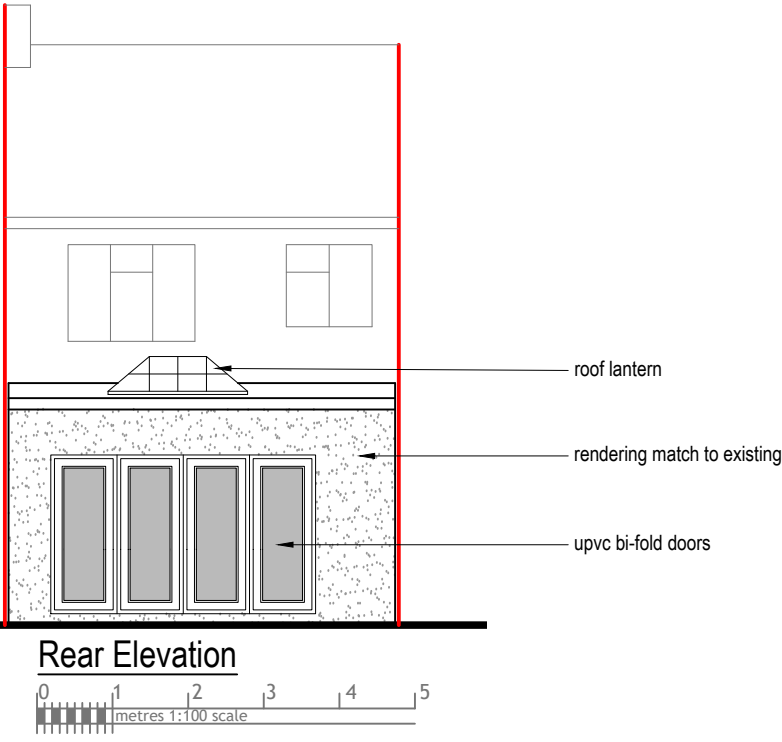 roof lantern
rendering match to existing
upvc bi-fold doors
Rear Elevation
0 1 2 3 4 5
metres 1:100 scale